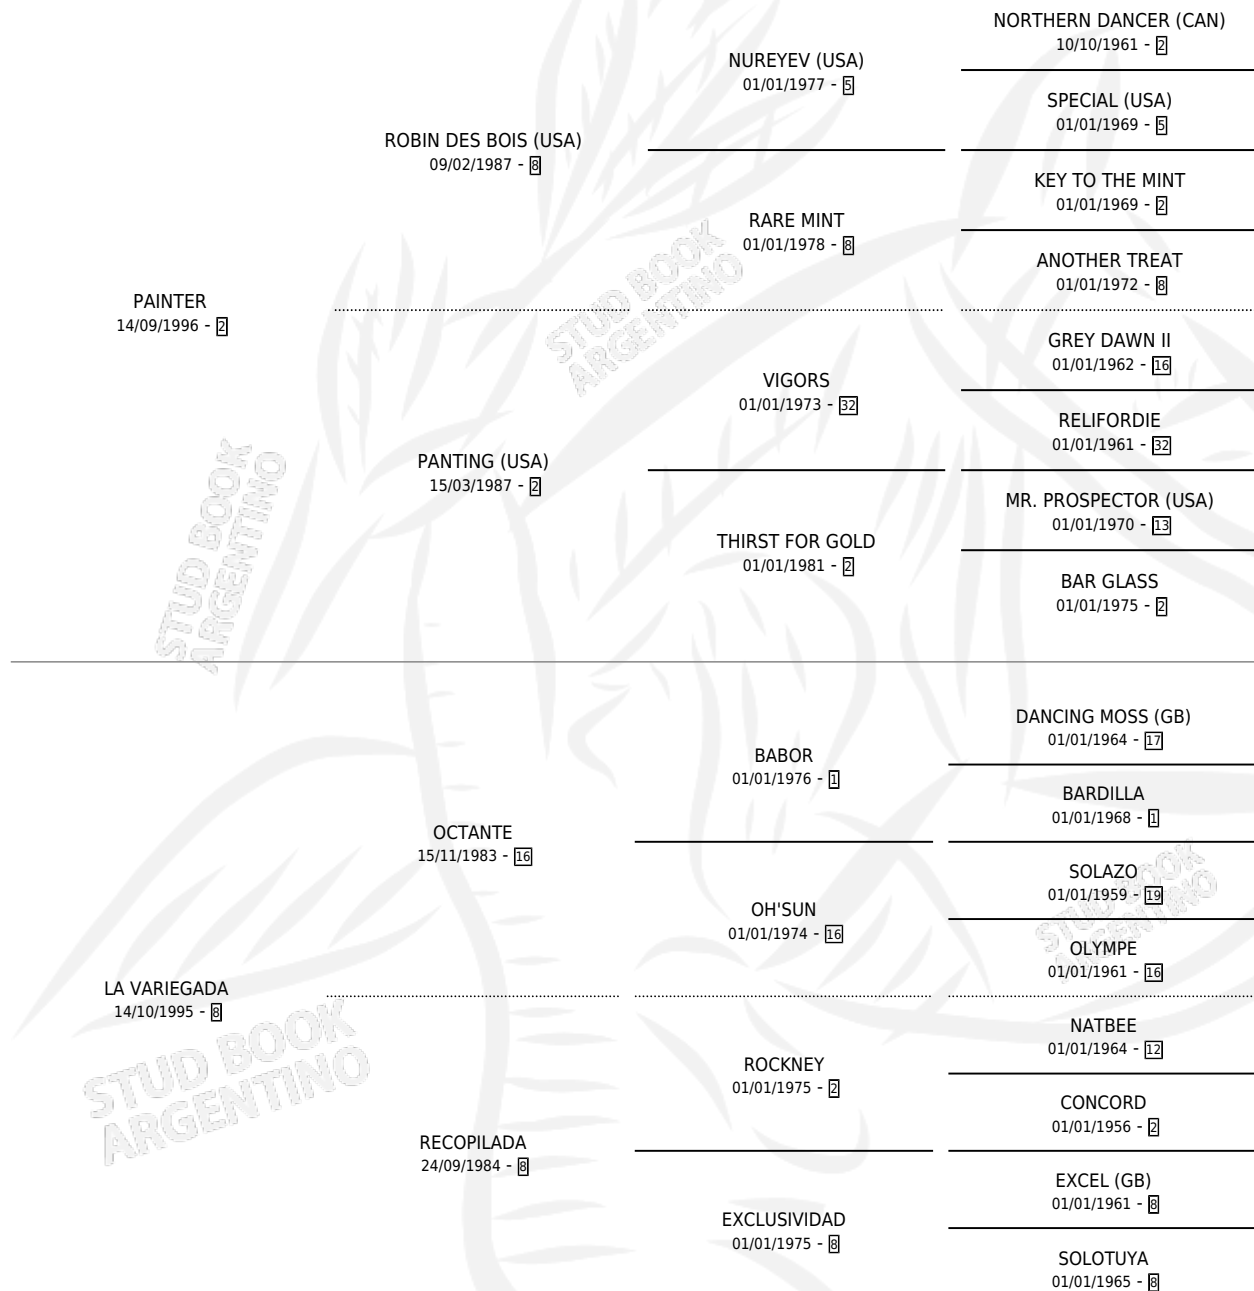 NORTHERN DANCER (CAN)
10/10/1961 - 2
NUREYEV (USA)
01/01/1977 - 5
SPECIAL (USA)
01/01/1969 - 5
ROBIN DES BOIS (USA)
09/02/1987 - 8
KEY TO THE MINT
01/01/1969 - 2
RARE MINT
01/01/1978 - 8
ANOTHER TREAT
01/01/1972 - 8
PAINTER
14/09/1996 - 2
STUD BOOK
ARGENTINO
GREY DAWN II
01/01/1962 - 16
VIGORS
01/01/1973 - 32
RELIFORDIE
01/01/1961 - 32
PANTING (USA)
15/03/1987 - 2
MR. PROSPECTOR (USA)
01/01/1970 - 13
THIRST FOR GOLD
01/01/1981 - 2
BAR GLASS
01/01/1975 - 2
STUD BOOK
ARGENTINO
DANCING MOSS (GB)
01/01/1964 - 17
BABOR
01/01/1976 - 1
BARDILLA
01/01/1968 - 1
OCTANTE
15/11/1983 - 16
SOLAZO
01/01/1959 - 19
OH'SUN
01/01/1974 - 16
OLYMPE
01/01/1961 - 16
STUD BOOK
ARGENTINO
LA VARIEGADA
14/10/1995 - 8
NATBEE
01/01/1964 - 12
ROCKNEY
01/01/1975 - 2
CONCORD
01/01/1956 - 2
STUD BOOK
ARGENTINO
RECOPILADA
24/09/1984 - 8
EXCEL (GB)
01/01/1961 - 8
EXCLUSIVIDAD
01/01/1975 - 8
SOLOTUYA
01/01/1965 - 8